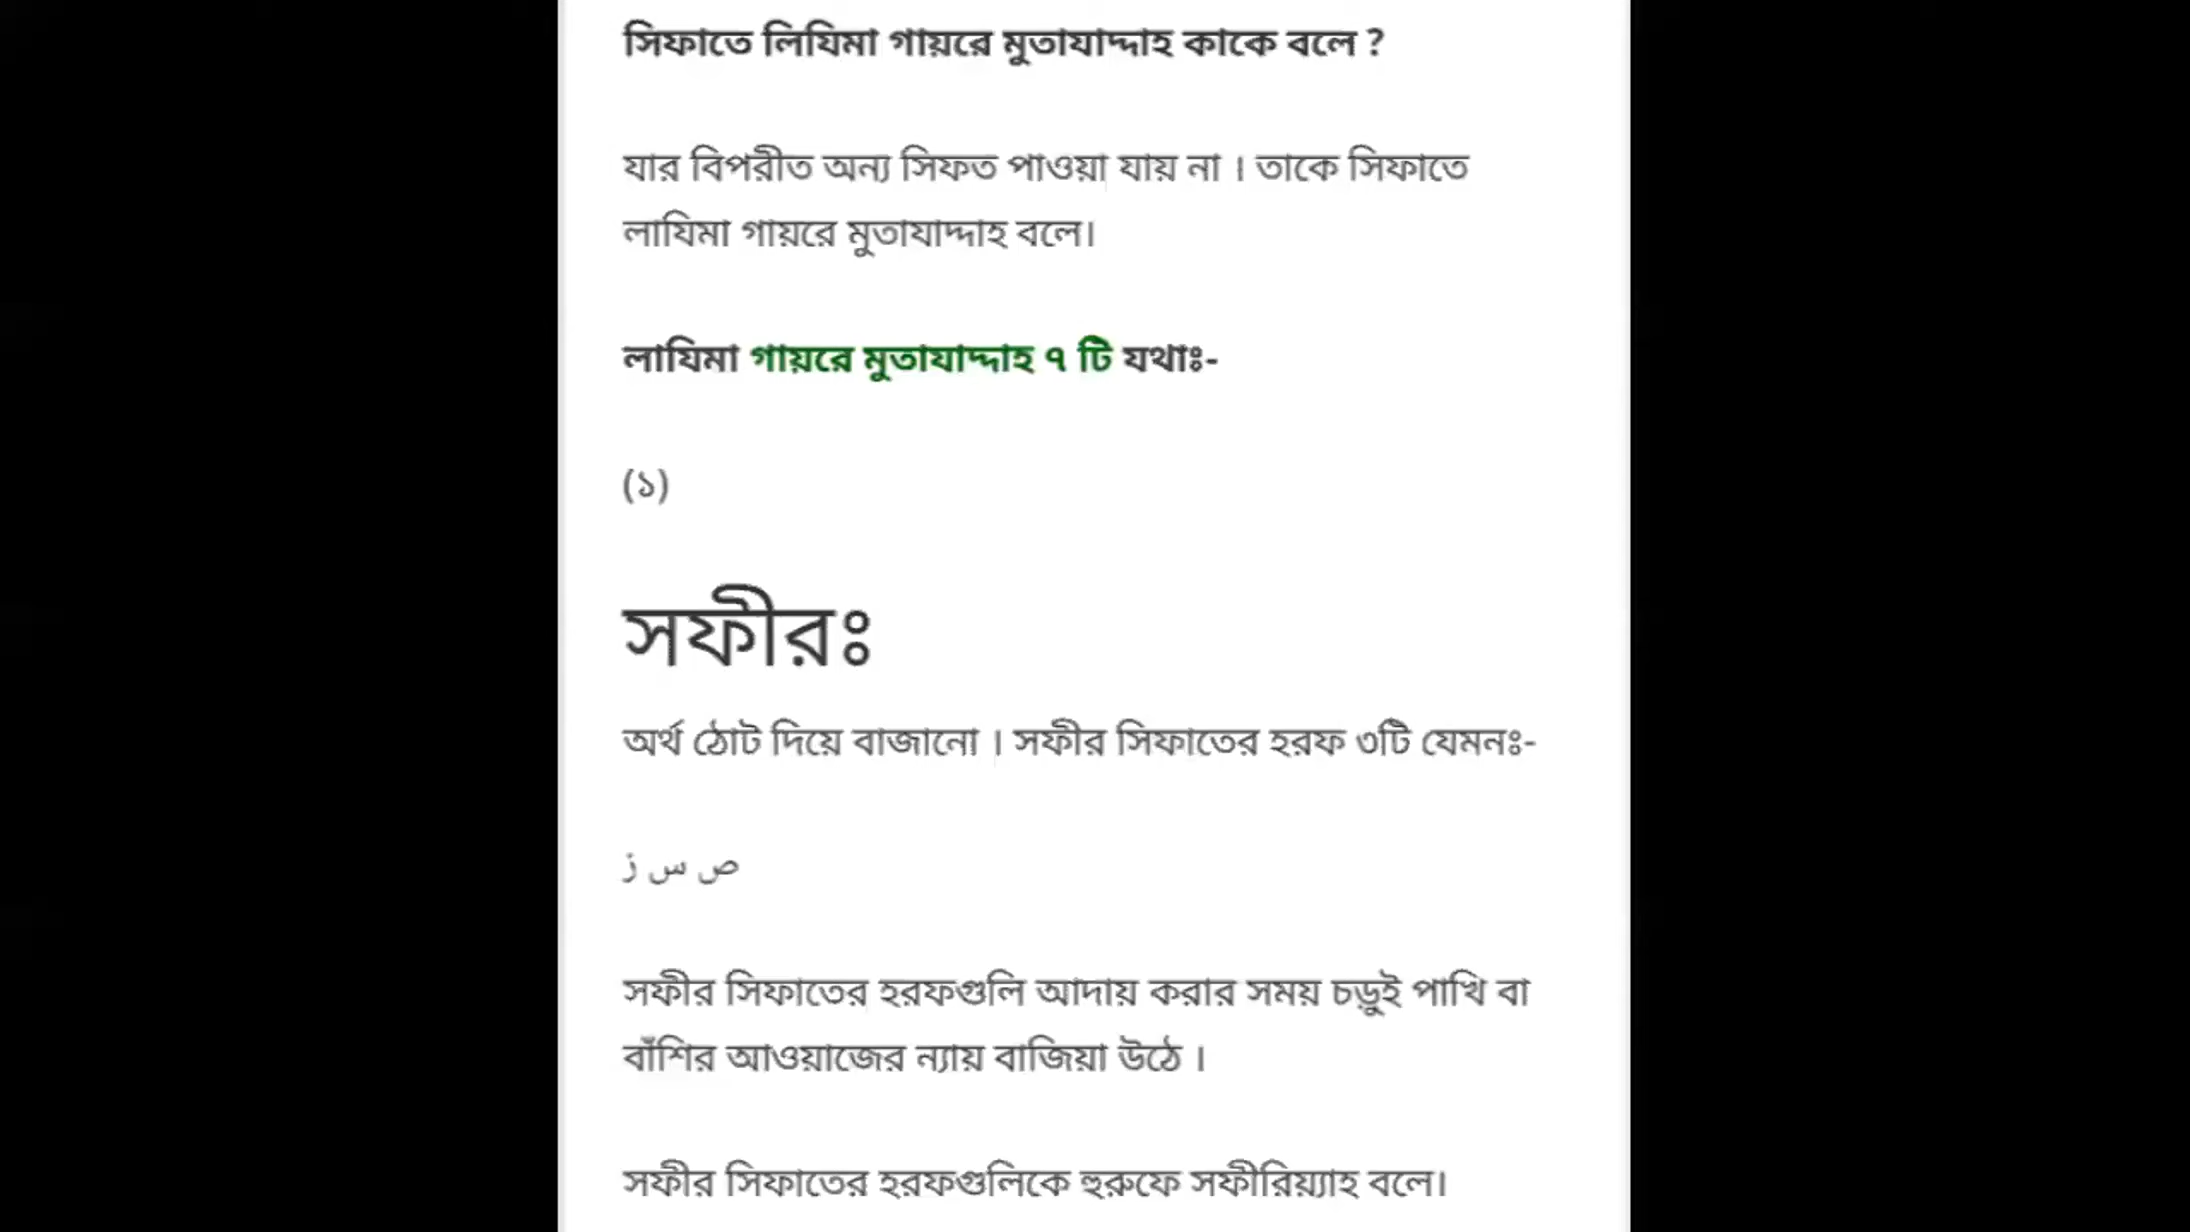 সিফাতে লিযিমা গায়রে মুতাযাদ্দাহ কাকে বলে ?
যার বিপরীত অন্য সিফত পাওয়া যায় না । তাকে সিফাতে
লাযিমা গায়রে মুতাযাদ্দাহ বলে।
লাযিমা গায়রে মুতাযাদ্দাহ ৭ টি যথাঃ-
(১)
সফীরঃ
অর্থ ঠোট দিয়ে বাজানো । সফীর সিফাতের হরফ ৩টি যেমনঃ-
ص س ز
সফীর সিফাতের হরফগুলি আদায় করার সময় চড়ুই পাখি বা
বাঁশির আওয়াজের ন্যায় বাজিয়া উঠে ।
সফীর সিফাতের হরফগুলিকে হুরুফে সফীরিয়্যাহ বলে।